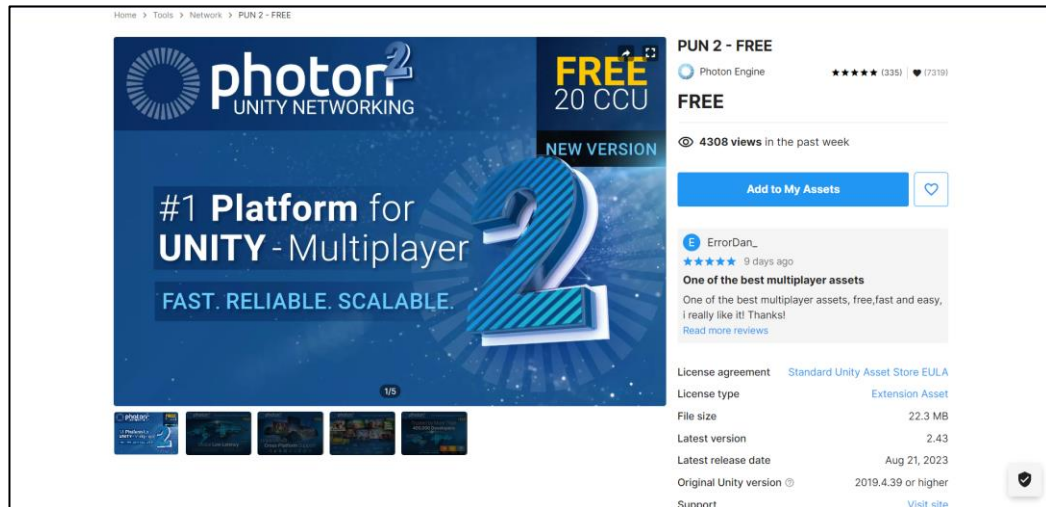 Home > Tools > Network > PUN 2 - FREE
photon2
UNITY NETWORKING
FREE
20 CCU
NEW VERSION
#1 Platform for
UNITY - Multiplayer
2
FAST. RELIABLE. SCALABLE.
1/5
PUN 2 - FREE
Photon Engine ★★★★★ (335) | ♥ (7319)
FREE
4308 views in the past week
Add to My Assets
E ErrorDan_
★★★★★ 9 days ago
One of the best multiplayer assets
One of the best multiplayer assets, free,fast and easy,
i really like it! Thanks!
Read more reviews
License agreement Standard Unity Asset Store EULA
License type Extension Asset
File size 22.3 MB
Latest version 2.43
Latest release date Aug 21, 2023
Original Unity version 2019.4.39 or higher
Support Visit site